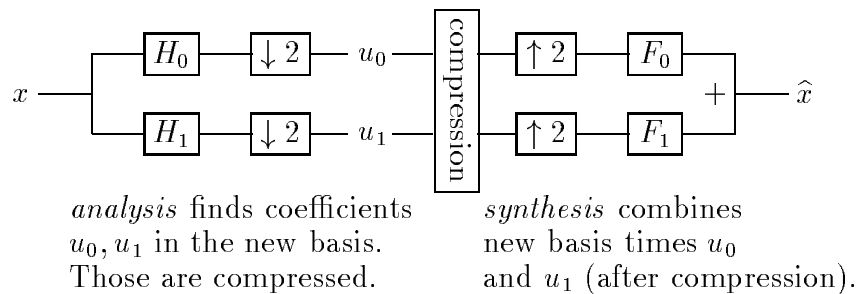 H₀ ↓ 2 u₀ ↑ 2 F₀
x compression + x̂
H₁ ↓ 2 u₁ ↑ 2 F₁
analysis finds coefficients
u₀, u₁ in the new basis.
Those are compressed.
synthesis combines
new basis times u₀
and u₁ (after compression).